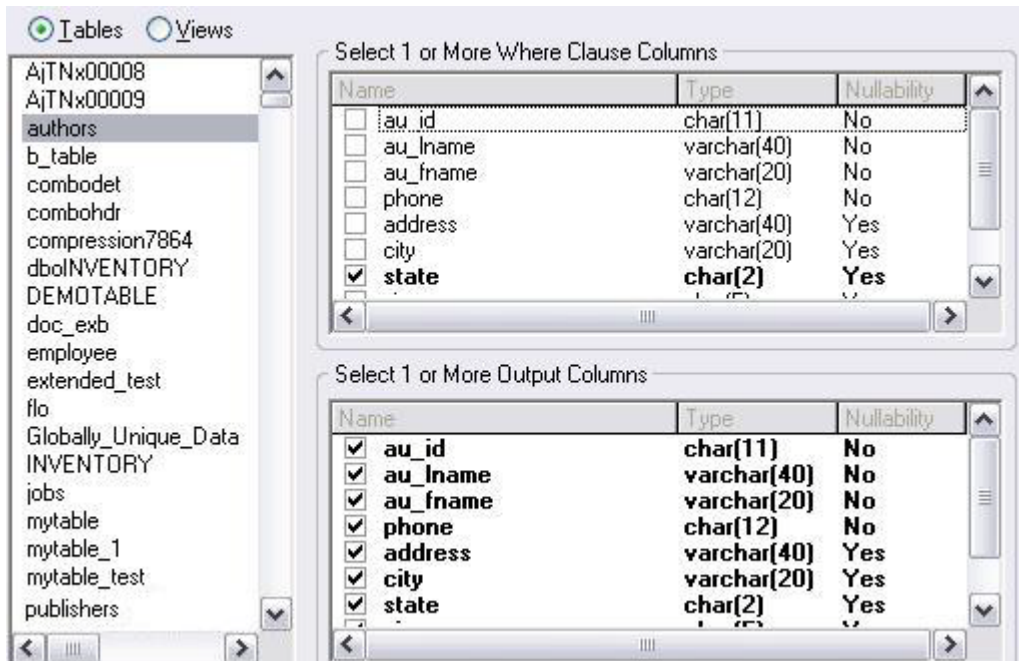 Tables Views
AjTNx00008
AjTNx00009
authors
b_table
combodet
combohdr
compression7864
dboINVENTORY
DEMOTABLE
doc_exb
employee
extended_test
flo
Globally_Unique_Data
INVENTORY
jobs
mytable
mytable_1
mytable_test
publishers
Select 1 or More Where Clause Columns
Name Type Nullability
au_id char(11) No
au_lname varchar(40) No
au_fname varchar(20) No
phone char(12) No
address varchar(40) Yes
city varchar(20) Yes
state char(2) Yes
Select 1 or More Output Columns
Name Type Nullability
au_id char(11) No
au_lname varchar(40) No
au_fname varchar(20) No
phone char(12) No
address varchar(40) Yes
city varchar(20) Yes
state char(2) Yes